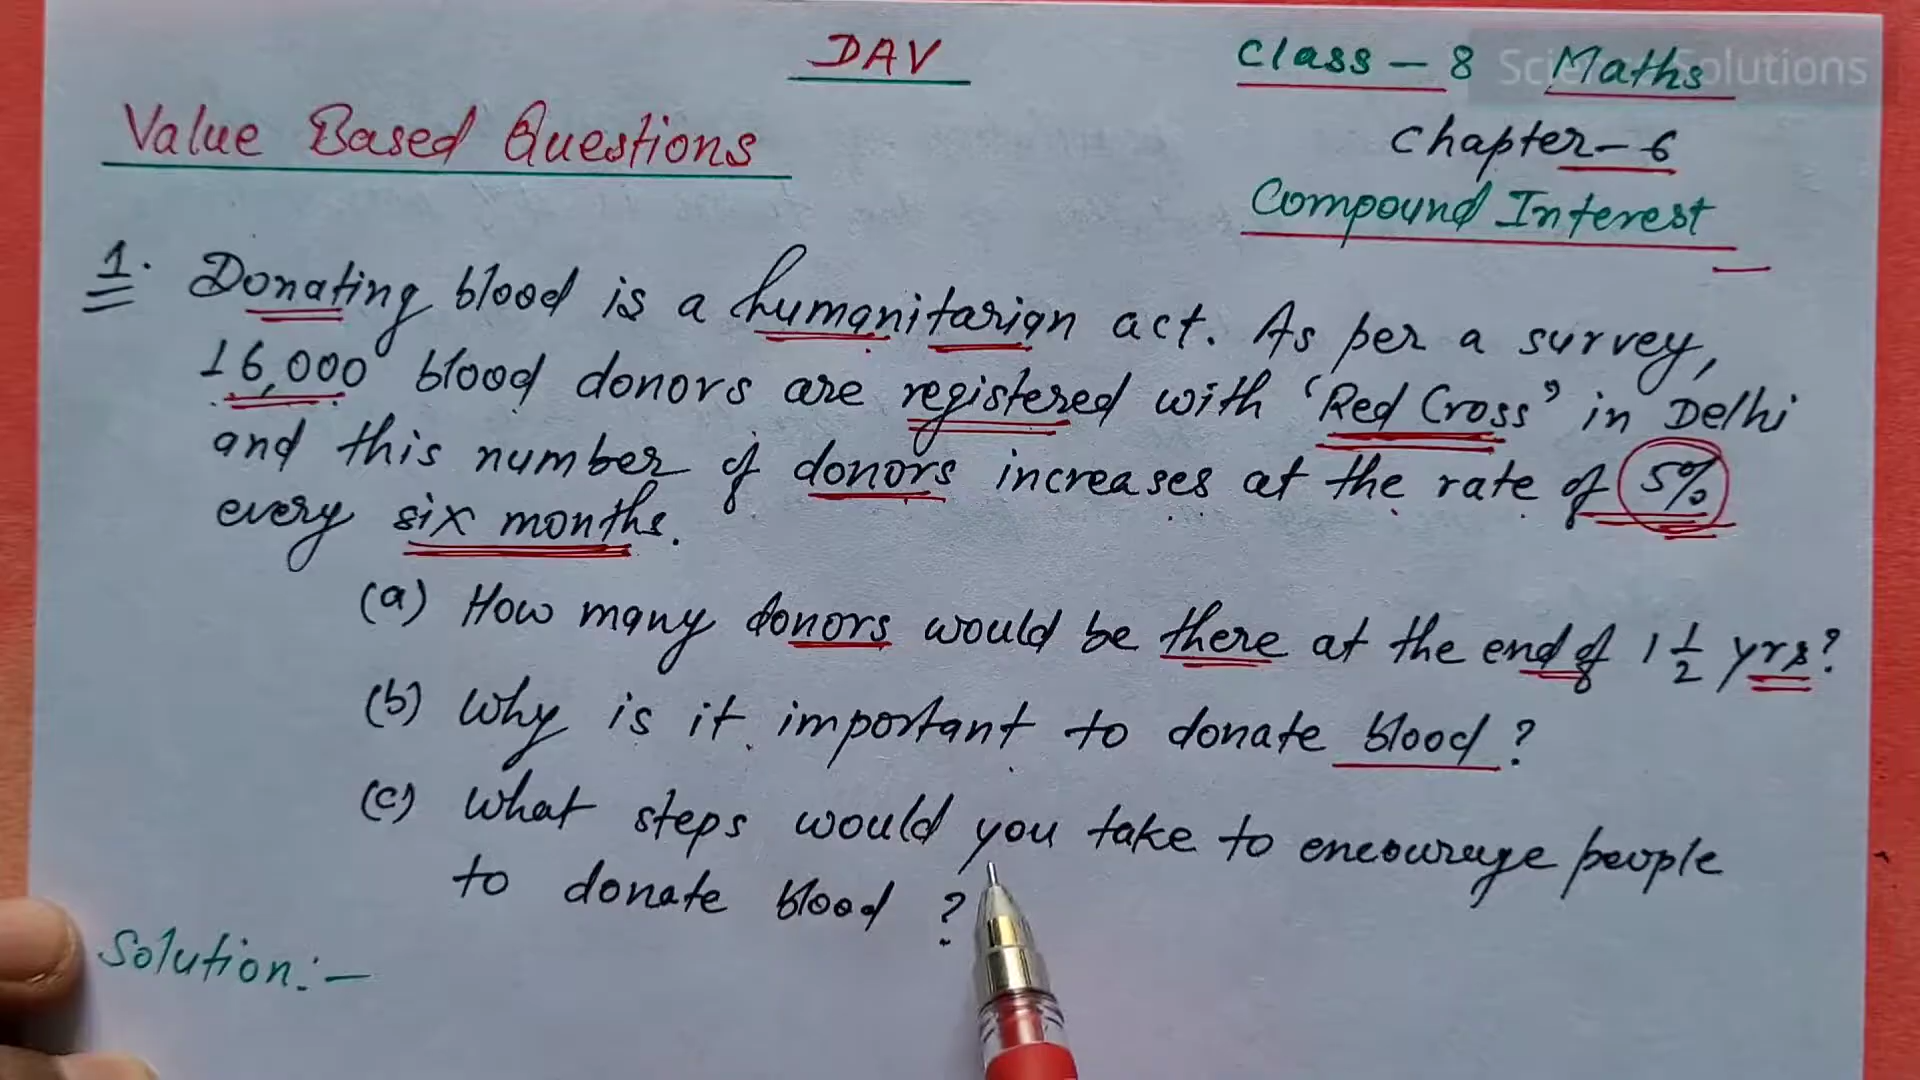 DAV
Class - 8 Maths
Science Solutions
Chapter - 6
Value Based Questions
Compound Interest
1. Donating blood is a humanitarian act. As per a survey,
16,000 blood donors are registered with 'Red Cross' in Delhi
and this number of donors increases at the rate of 5%
every six months.
(a) How many donors would be there at the end of 1 1/2 yrs?
(b) Why is it important to donate blood?
(c) What steps would you take to encourage people
to donate blood?
Solution:-